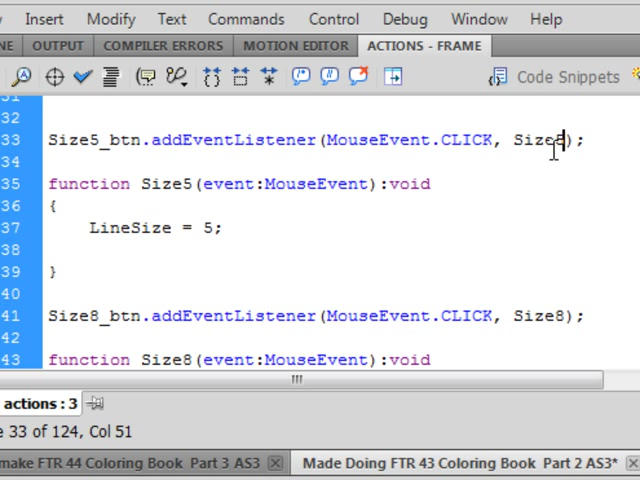 Insert Modify Text Commands Control Debug Window Help
NE OUTPUT COMPILER ERRORS MOTION EDITOR ACTIONS - FRAME
Code Snippets
31
32
33 Size5_btn.addEventListener(MouseEvent.CLICK, Size5);
34
35 function Size5(event:MouseEvent):void
36 {
37 LineSize = 5;
38
39 }
40
41 Size8_btn.addEventListener(MouseEvent.CLICK, Size8);
42
43 function Size8(event:MouseEvent):void
actions : 3
e 33 of 124, Col 51
make FTR 44 Coloring Book Part 3 AS3 Made Doing FTR 43 Coloring Book Part 2 AS3*